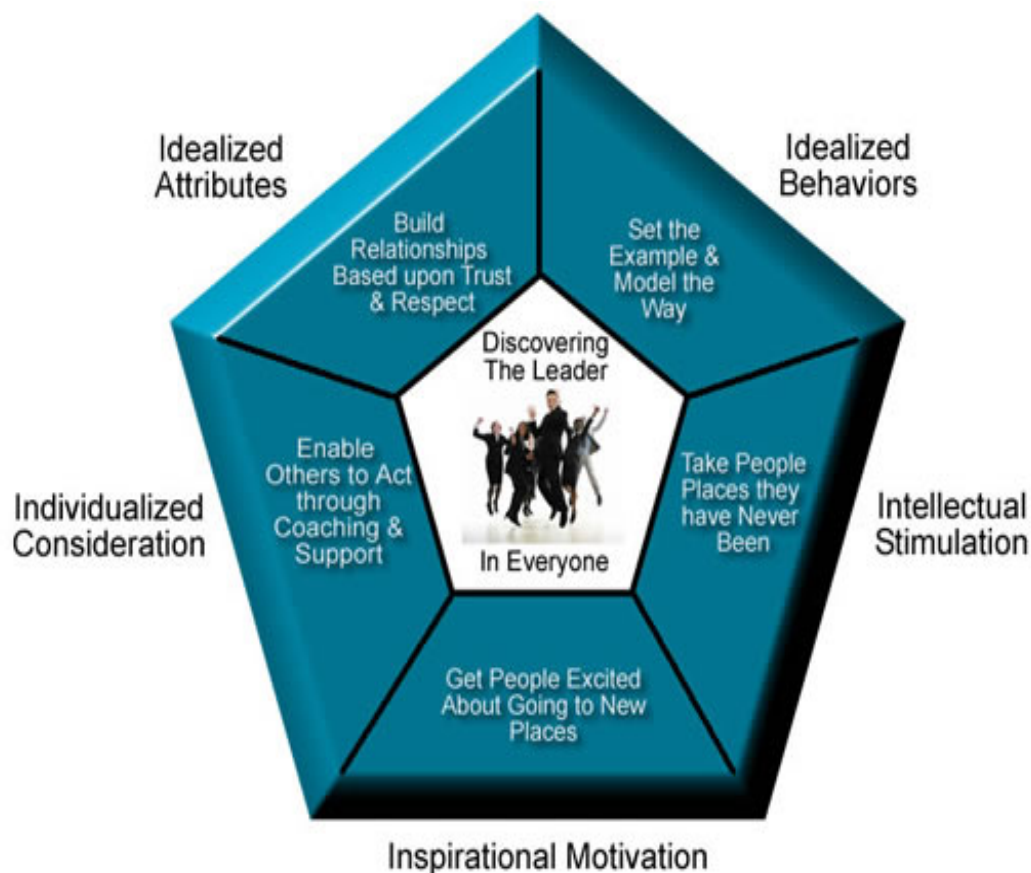 Idealized
Attributes
Build
Relationships
Based upon Trust
& Respect
Idealized
Behaviors
Set the
Example &
Model the
Way
Discovering
The Leader
In Everyone
Individualized
Consideration
Enable
Others to Act
through
Coaching &
Support
Take People
Places they
have Never
Been
Intellectual
Stimulation
Get People Excited
About Going to New
Places
Inspirational Motivation